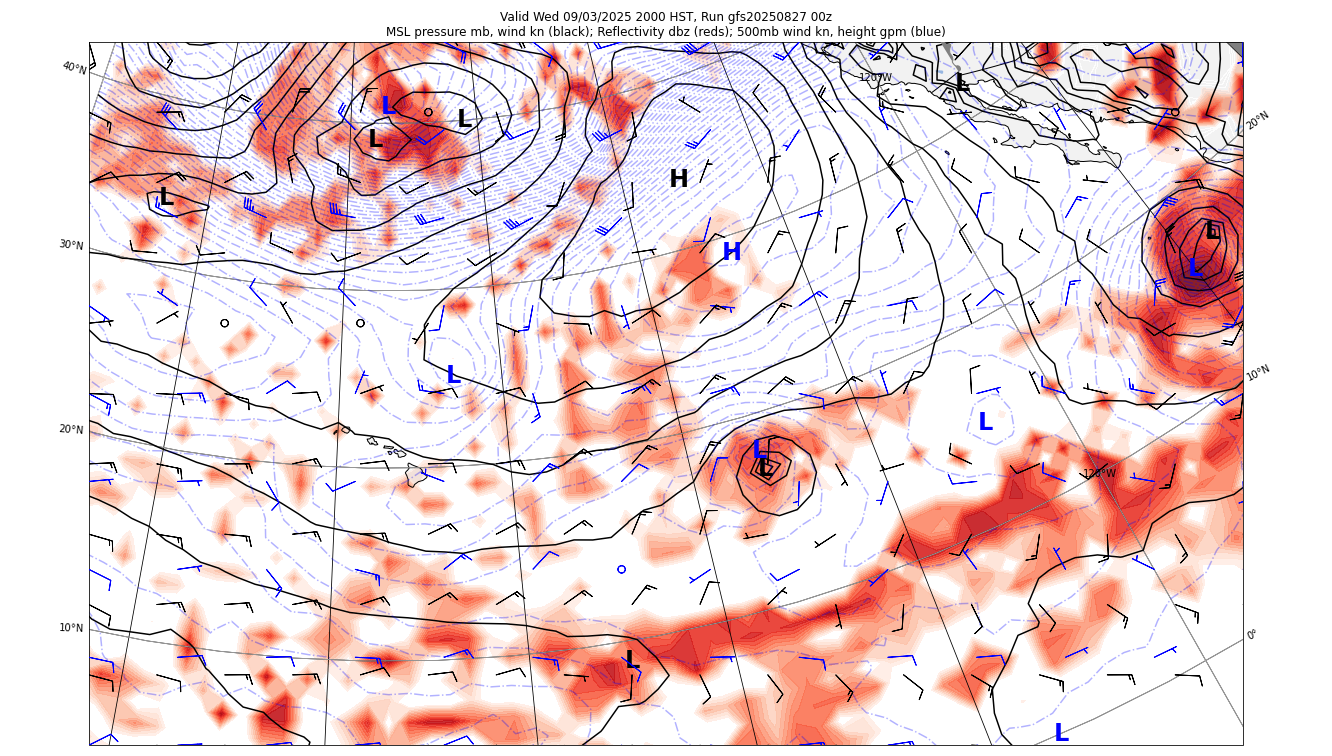 Valid Wed 09/03/2025 2000 HST, Run gfs20250827 00z
MSL pressure mb, wind kn (black); Reflectivity dbz (reds); 500mb wind kn, height gpm (blue)
40°N
120°W
L
20°N
L
L
L
H
L
L
30°N
H
L
L
10°N
L
20°N
L
L
L
120°W
10°N
0°
L
L